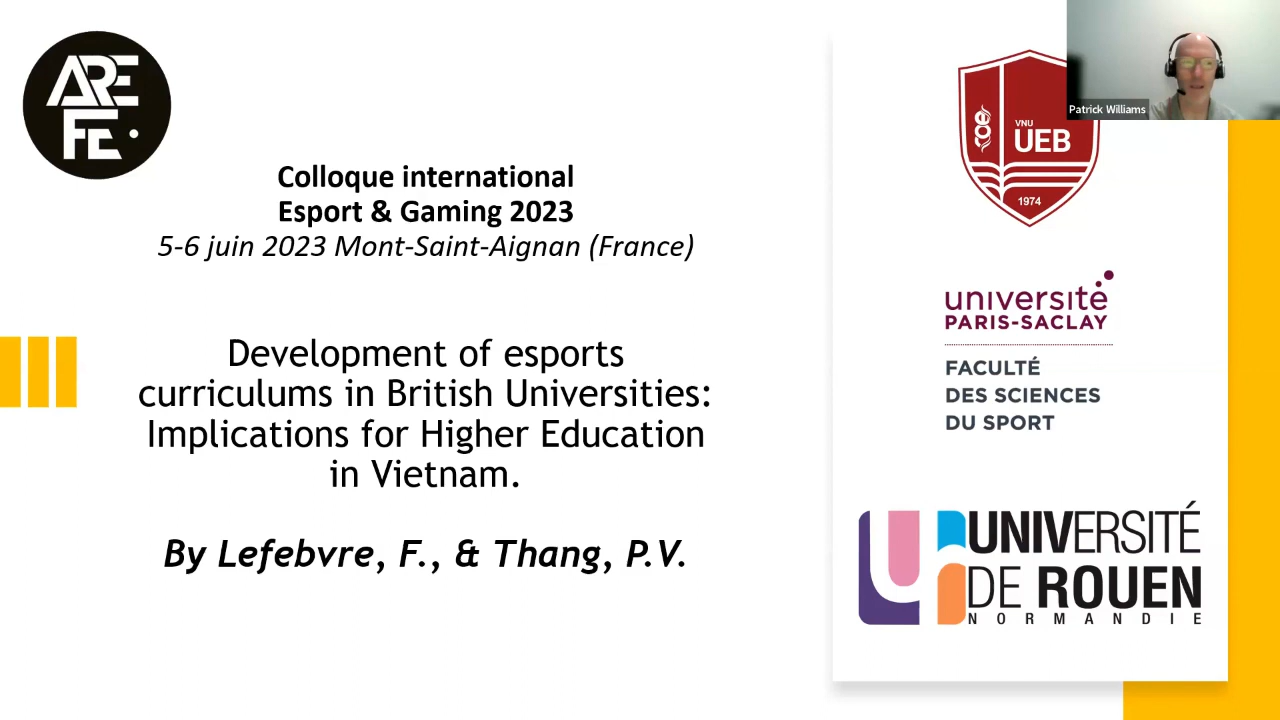 AREFE
Colloque international
Esport & Gaming 2023
5-6 juin 2023 Mont-Saint-Aignan (France)
Development of esports
curriculums in British Universities:
Implications for Higher Education
in Vietnam.
By Lefebvre, F., & Thang, P.V.
Patrick Williams
VNU
UEB
1974
université
PARIS-SACLAY
FACULTÉ
DES SCIENCES
DU SPORT
UNIVERSITÉ
DE ROUEN
NORMANDIE